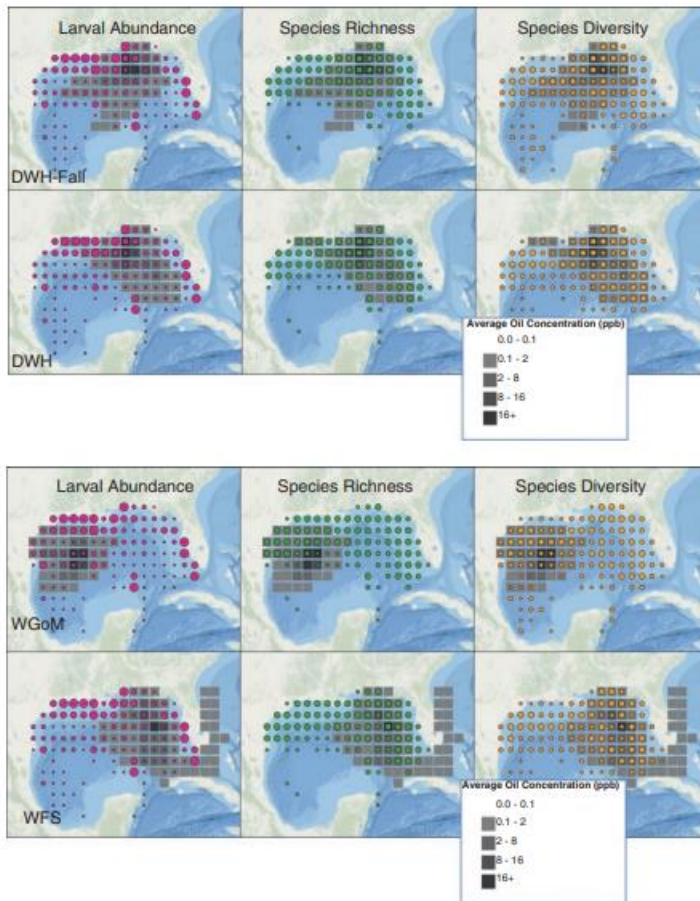 Larval Abundance
Species Richness
Species Diversity
DWH-Fall
DWH
Average Oil Concentration (ppb)
0.0 - 0.1
0.1 - 2
2 - 8
8 - 16
16+
Larval Abundance
Species Richness
Species Diversity
WGoM
WFS
Average Oil Concentration (ppb)
0.0 - 0.1
0.1 - 2
2 - 8
8 - 16
16+